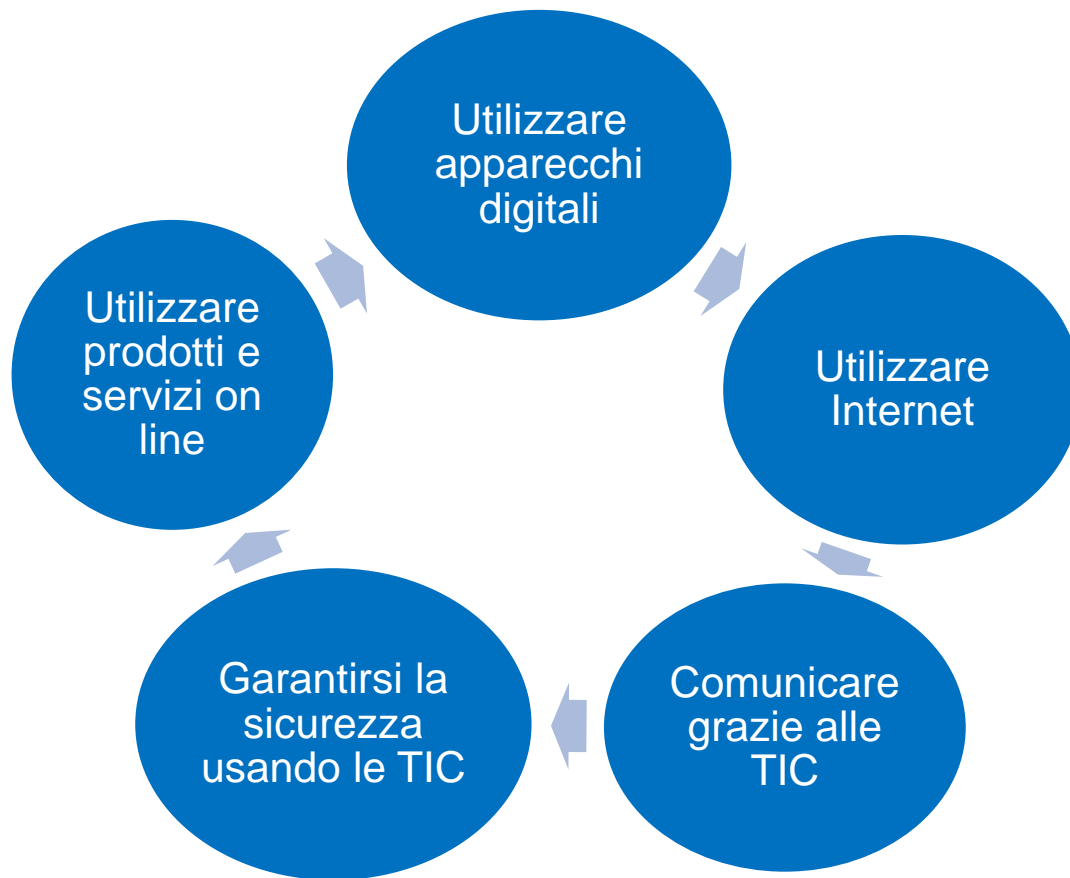 Utilizzare
apparecchi
digitali
Utilizzare
Internet
Comunicare
grazie alle
TIC
Garantirsi la
sicurezza
usando le TIC
Utilizzare
prodotti e
servizi on
line